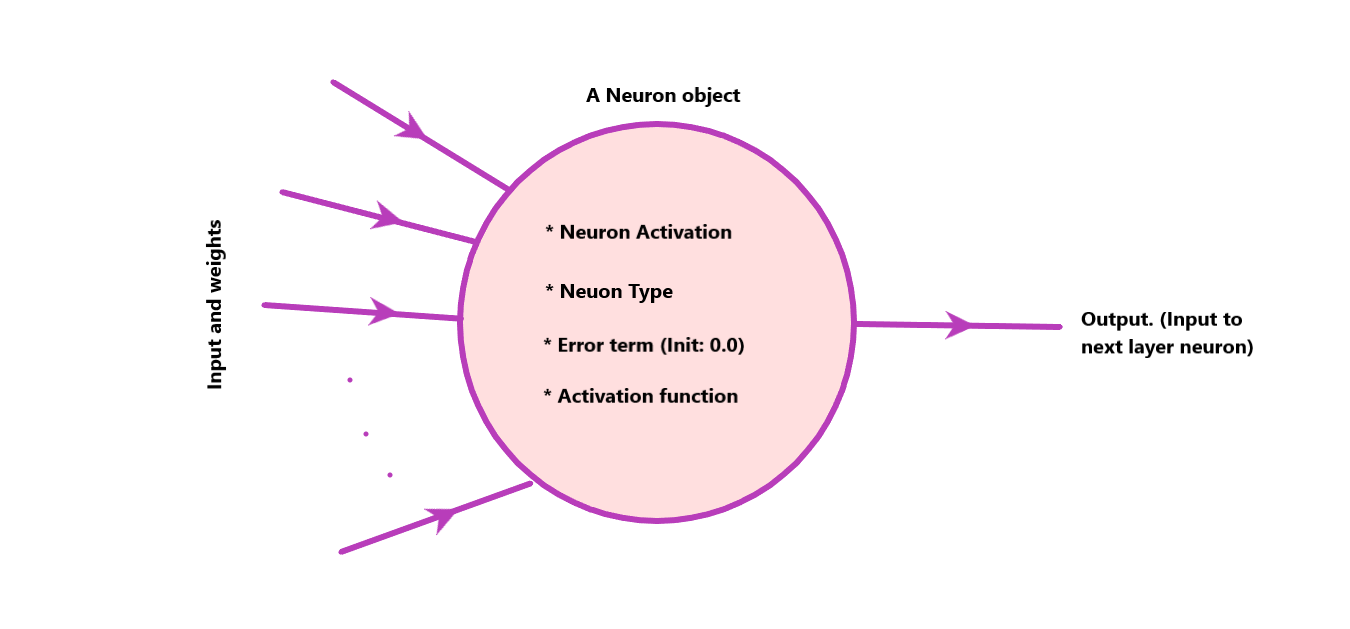 A Neuron object
Input and weights
* Neuron Activation
* Neuon Type
* Error term (Init: 0.0)
* Activation function
Output. (Input to
next layer neuron)